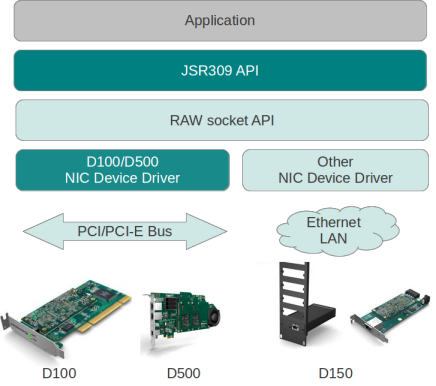 Application
JSR309 API
RAW socket API
D100/D500
NIC Device Driver
Other
NIC Device Driver
PCI/PCI-E Bus
Ethernet
LAN
D100
D500
D150